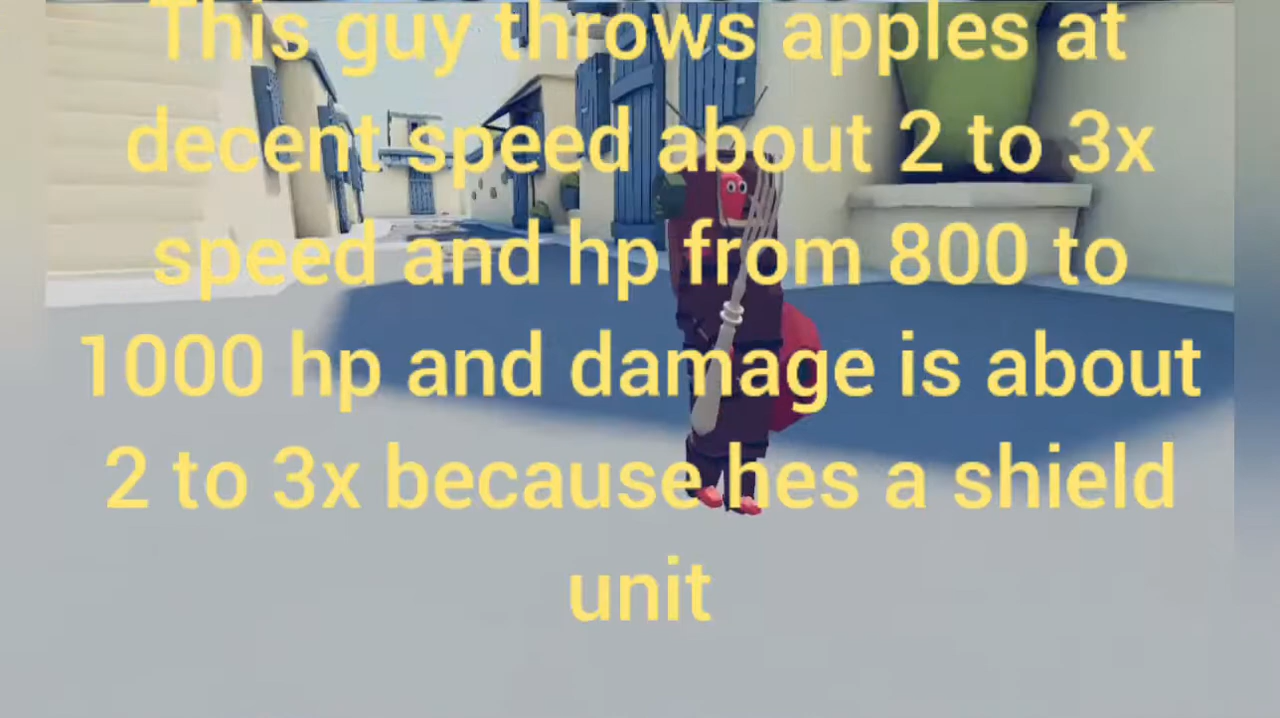 This guy throws apples at
decent speed about 2 to 3x
speed and hp from 800 to
1000 hp and damage is about
2 to 3x because hes a shield
unit